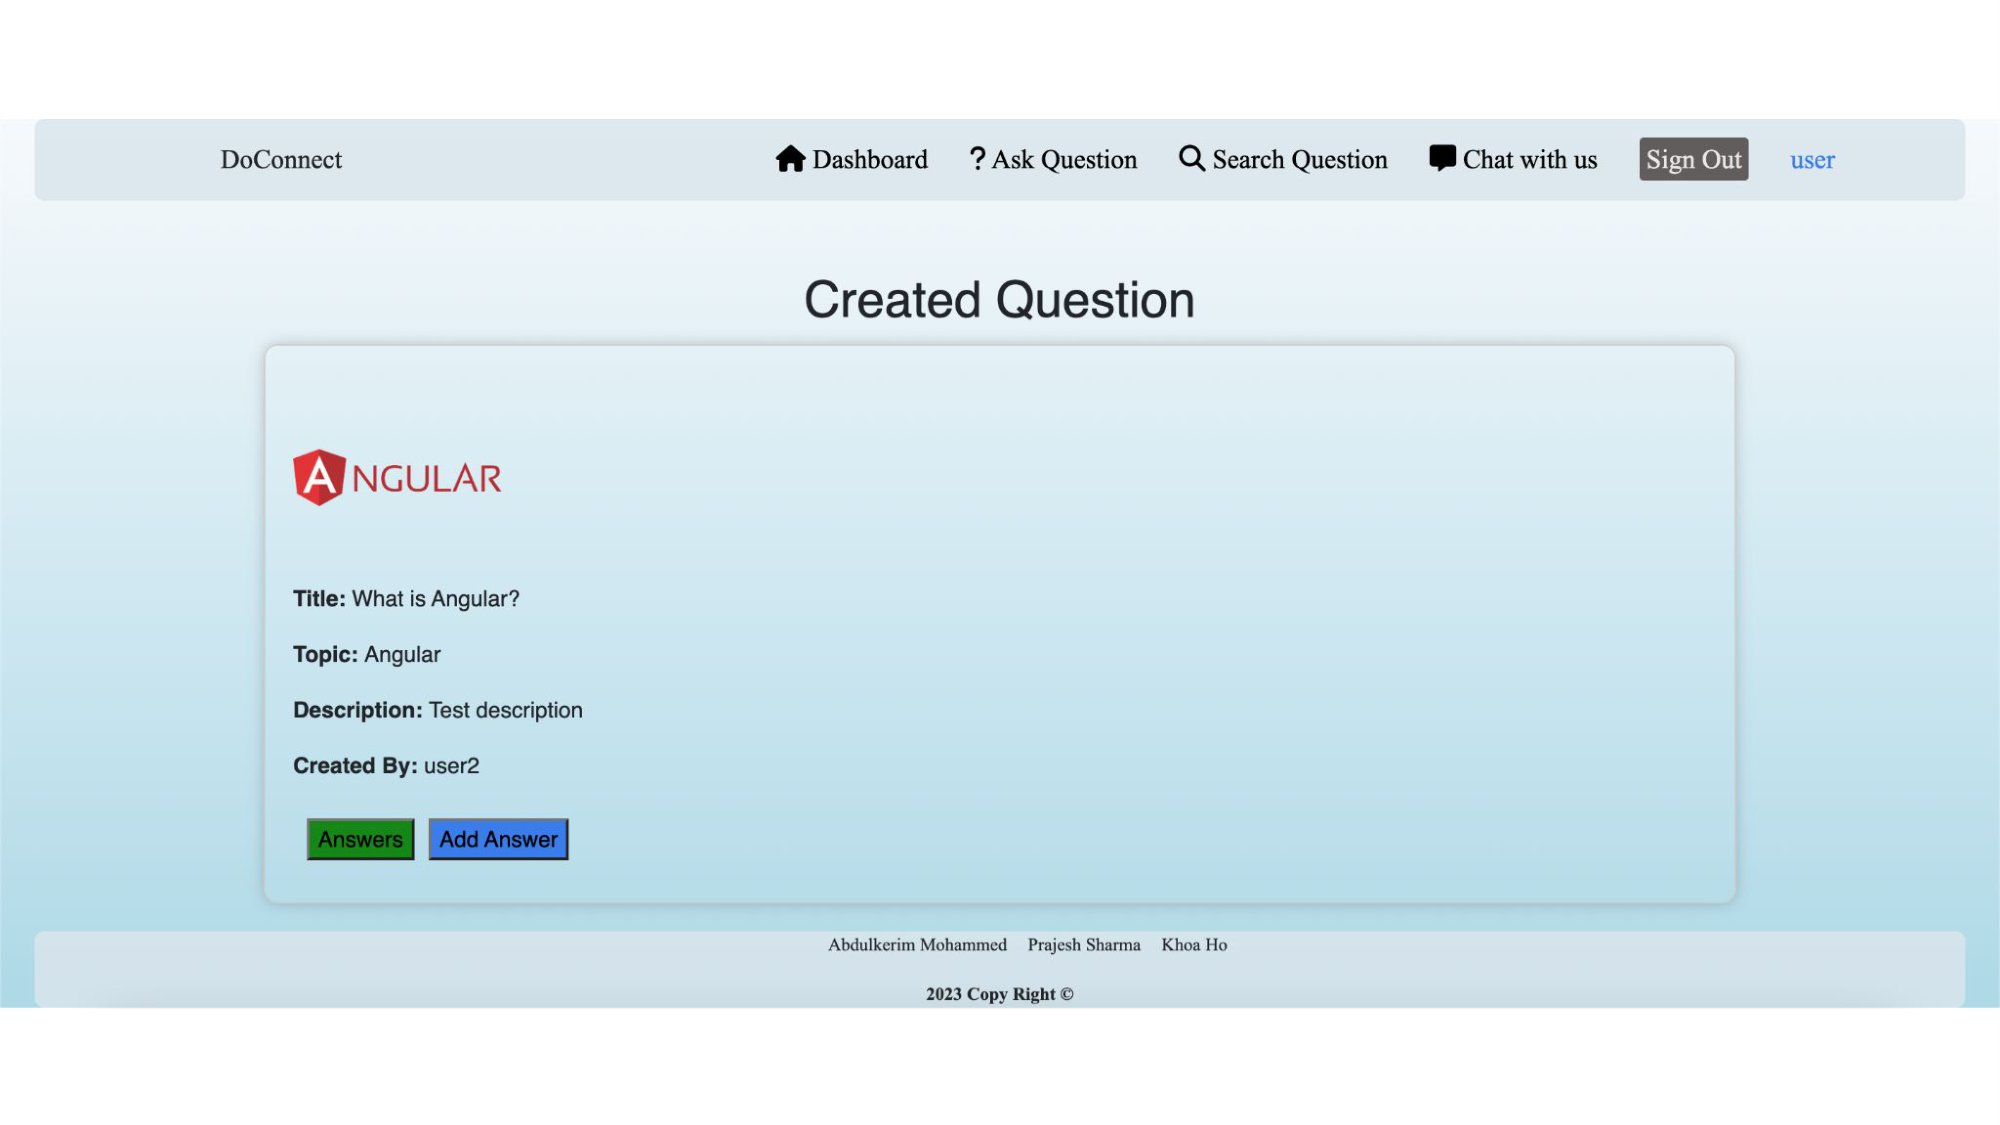 DoConnect Dashboard ? Ask Question Search Question Chat with us Sign Out user
Created Question
ANGULAR
Title: What is Angular?
Topic: Angular
Description: Test description
Created By: user2
Answers Add Answer
Abdulkerim Mohammed Prajesh Sharma Khoa Ho
2023 Copy Right ©